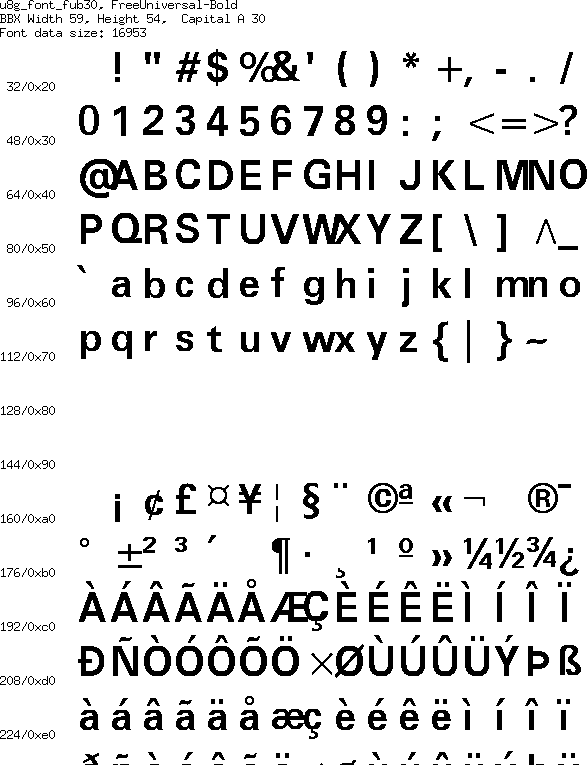 u8g_font_fub30, FreeUniversal-Bold
BBX Width 59, Height 54,  Capital A 30
Font data size: 16953
32/0x20 ! " # $ % & ' ( ) * + , - . /
48/0x30 0 1 2 3 4 5 6 7 8 9 : ; < = > ?
64/0x40 @ A B C D E F G H I J K L M N O
80/0x50 P Q R S T U V W X Y Z [ \ ] ^ _
96/0x60 ` a b c d e f g h i j k l m n o
112/0x70 p q r s t u v w x y z { | } ~
128/0x80
144/0x90
160/0xa0 ¡ ¢ £ ¤ ¥ ¦ § ¨ © ª « ¬ ® ¯
176/0xb0 ° ± ² ³ ´ ¶ · ¸ ¹ º » ¼ ½ ¾ ¿
192/0xc0 À Á Â Ã Ä Å Æ Ç È É Ê Ë Ì Í Î Ï
208/0xd0 Ð Ñ Ò Ó Ô Õ Ö × Ø Ù Ú Û Ü Ý Þ ß
224/0xe0 à á â ã ä å æ ç è é ê ë ì í î ï